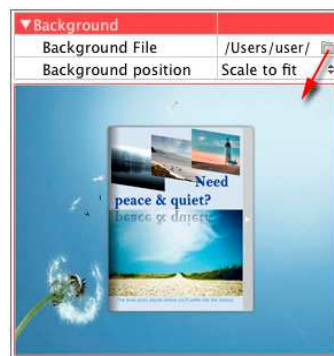 ▼Background
Background File /Users/user/
Background position Scale to fit
Need
peace & quiet?